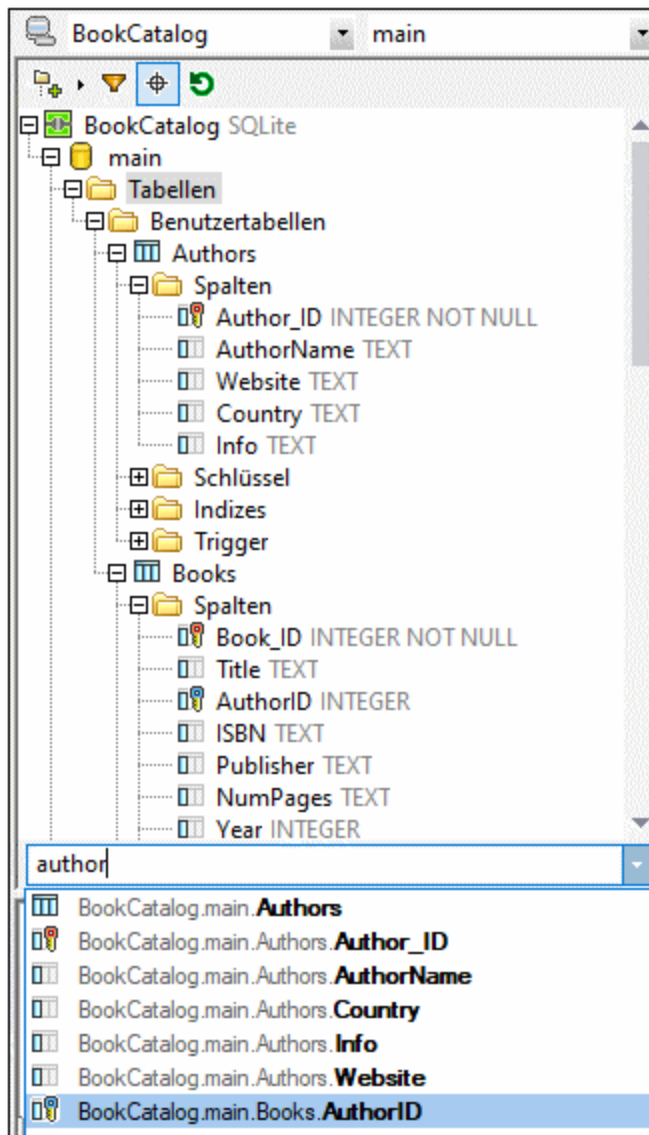 BookCatalog main
BookCatalog SQLite
main
Tabellen
Benutzertabellen
Authors
Spalten
Author_ID INTEGER NOT NULL
AuthorName TEXT
Website TEXT
Country TEXT
Info TEXT
Schlüssel
Indizes
Trigger
Books
Spalten
Book_ID INTEGER NOT NULL
Title TEXT
AuthorID INTEGER
ISBN TEXT
Publisher TEXT
NumPages TEXT
Year INTEGER
author
BookCatalog.main.Authors
BookCatalog.main.Authors.Author_ID
BookCatalog.main.Authors.AuthorName
BookCatalog.main.Authors.Country
BookCatalog.main.Authors.Info
BookCatalog.main.Authors.Website
BookCatalog.main.Books.AuthorID